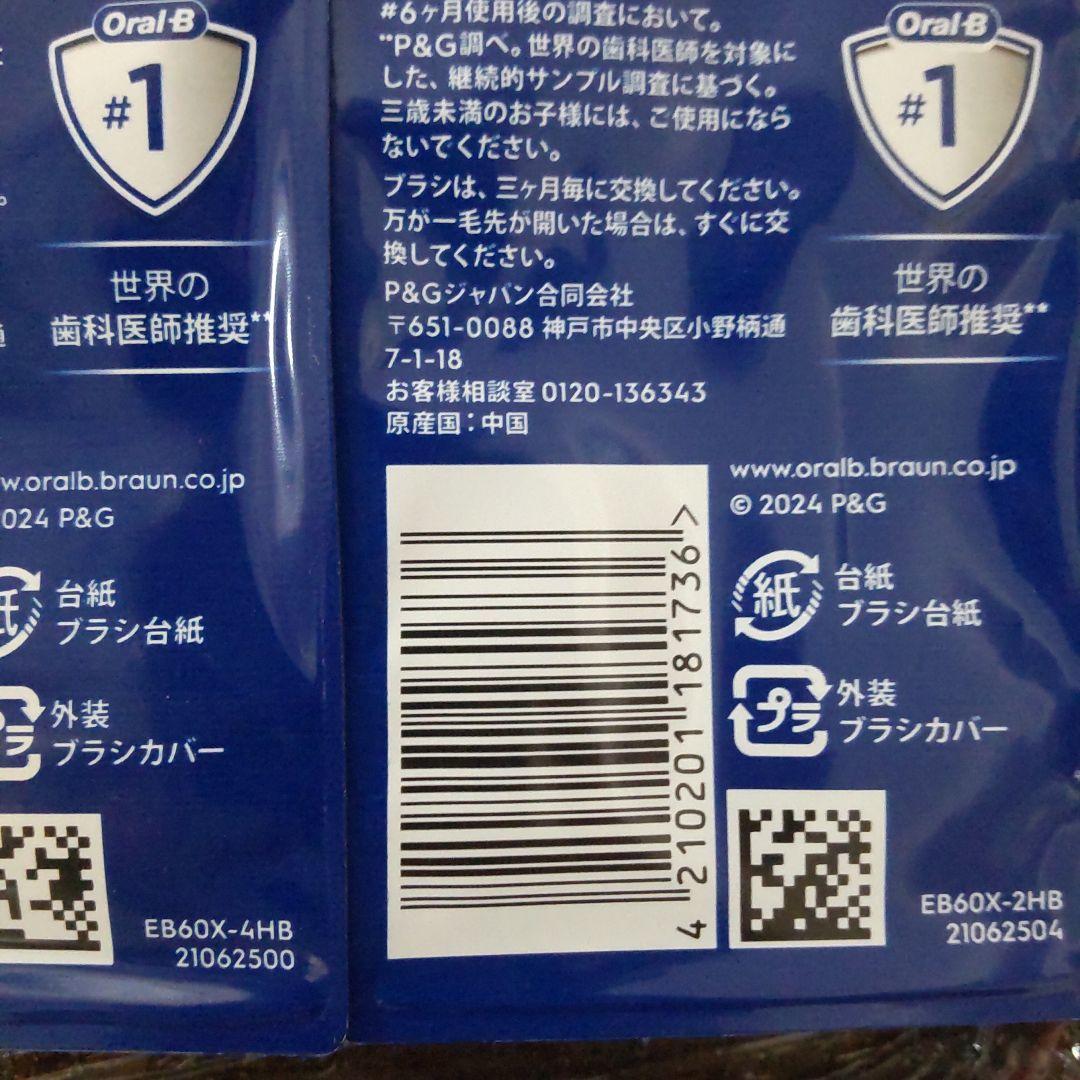 Oral-B
#1
世界の
歯科医師推奨**
w.oralb.braun.co.jp
024 P&G
紙
台紙
ブラシ台紙
プラ
外装
ブラシカバー
EB60X-4HB
21062500
#6ヶ月使用後の調査において。
**P&G調べ。世界の歯科医師を対象に
した、継続的サンプル調査に基づく。
三歳未満のお子様には、ご使用になら
ないでください。
ブラシは、三ヶ月毎に交換してください。
万が一毛先が開いた場合は、すぐに交
換してください。
P&Gジャパン合同会社
〒651-0088 神戸市中央区小野柄通
7-1-18
お客様相談室 0120-136343
原産国：中国
4 210201 181736 >
Oral-B
#1
世界の
歯科医師推奨**
www.oralb.braun.co.jp
© 2024 P&G
紙
台紙
ブラシ台紙
プラ
外装
ブラシカバー
EB60X-2HB
21062504